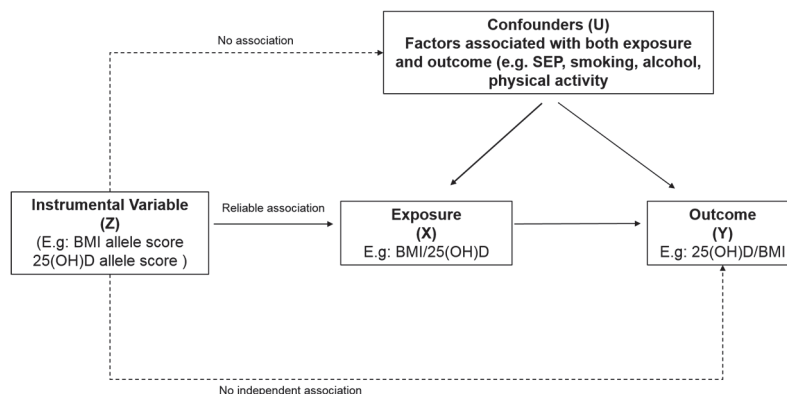 Confounders (U)
Factors associated with both exposure
and outcome (e.g. SEP, smoking, alcohol,
physical activity
No association
Instrumental Variable
(Z)
(E.g: BMI allele score
25(OH)D allele score )
Reliable association
Exposure
(X)
E.g: BMI/25(OH)D
Outcome
(Y)
E.g: 25(OH)D/BMI
No independent association